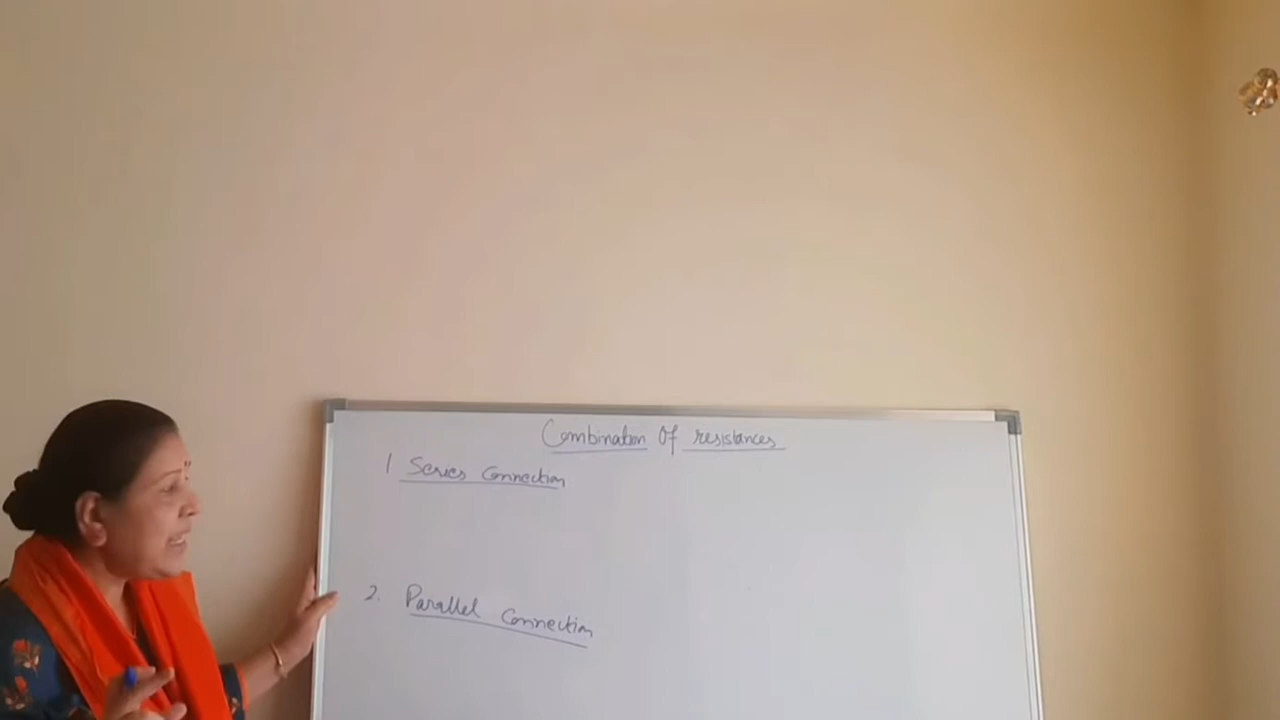 Combination Of resistances
1 Series Connection
2. Parallel Connection